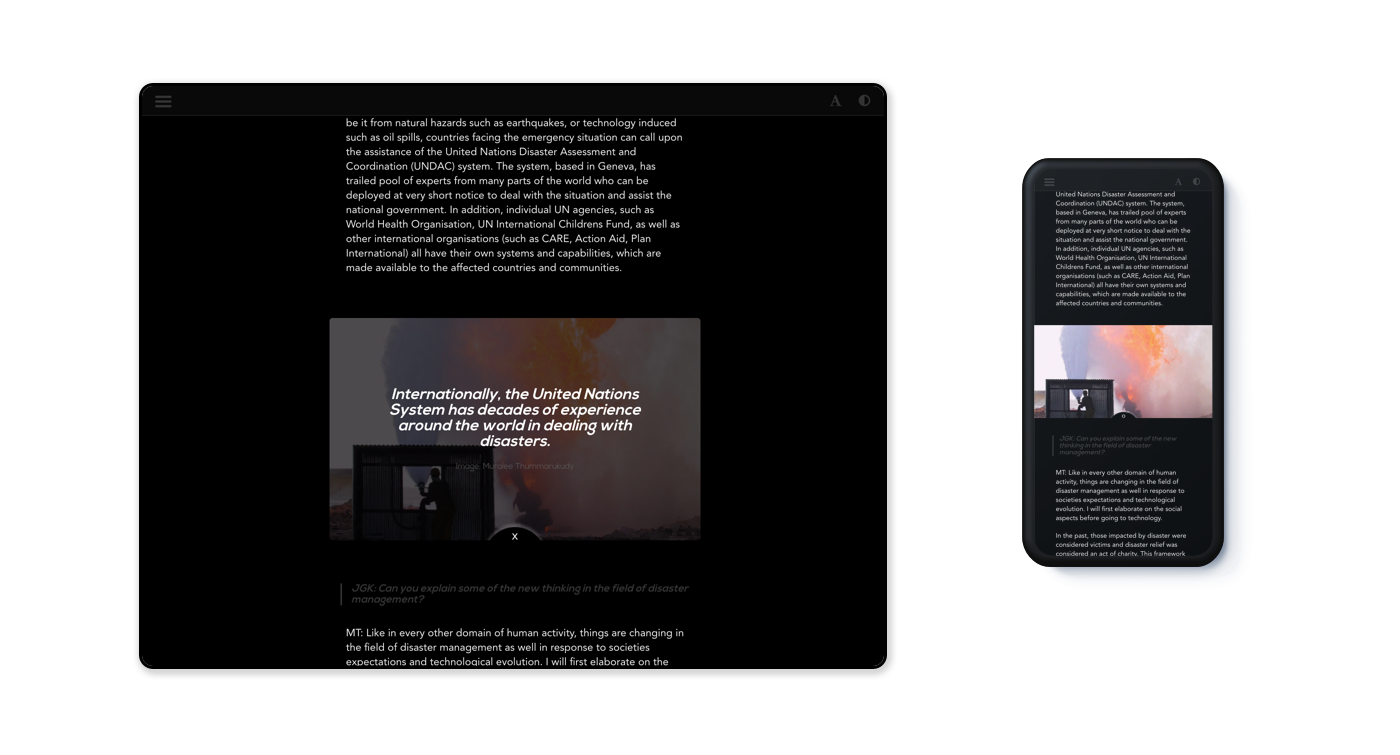 A
be it from natural hazards such as earthquakes, or technology induced
such as oil spills, countries facing the emergency situation can call upon
the assistance of the United Nations Disaster Assessment and
Coordination (UNDAC) system. The system, based in Geneva, has
trailed pool of experts from many parts of the world who can be
deployed at very short notice to deal with the situation and assist the
national government. In addition, individual UN agencies, such as
World Health Organisation, UN International Childrens Fund, as well as
other international organisations (such as CARE, Action Aid, Plan
International) all have their own systems and capabilities, which are
made available to the affected countries and communities.
Internationally, the United Nations
System has decades of experience
around the world in dealing with
disasters.
Image: Muralee Thummarukudy
X
JGK: Can you explain some of the new thinking in the field of disaster
management?
MT: Like in every other domain of human activity, things are changing in
the field of disaster management as well in response to societies
expectations and technological evolution. I will first elaborate on the
A
United Nations Disaster Assessment and
Coordination (UNDAC) system. The system,
based in Geneva, has trailed pool of experts
from many parts of the world who can be
deployed at very short notice to deal with the
situation and assist the national government.
In addition, individual UN agencies, such as
World Health Organisation, UN International
Childrens Fund, as well as other international
organisations (such as CARE, Action Aid, Plan
International) all have their own systems and
capabilities, which are made available to the
affected countries and communities.
JGK: Can you explain some of the new
thinking in the field of disaster
management?
MT: Like in every other domain of human
activity, things are changing in the field of
disaster management as well in response to
societies expectations and technological
evolution. I will first elaborate on the social
aspects before going to technology.
In the past, those impacted by disaster were
considered victims and disaster relief was
considered an act of charity. This framework